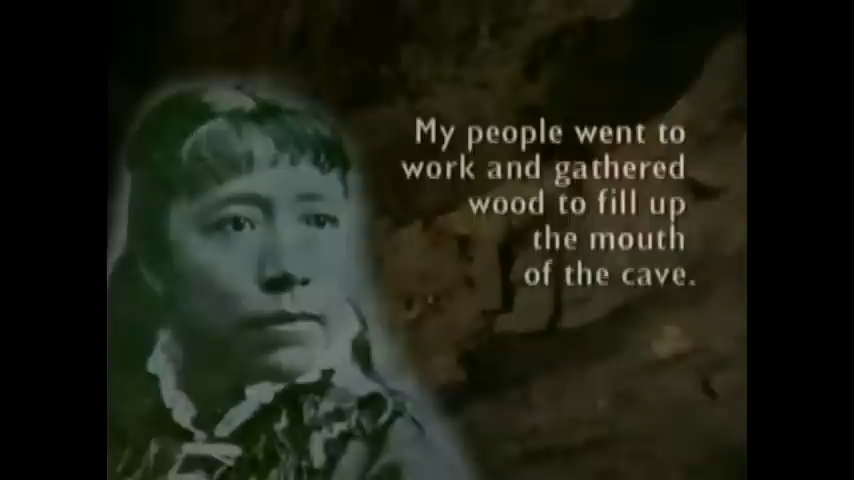 My people went to
work and gathered
wood to fill up
the mouth
of the cave.